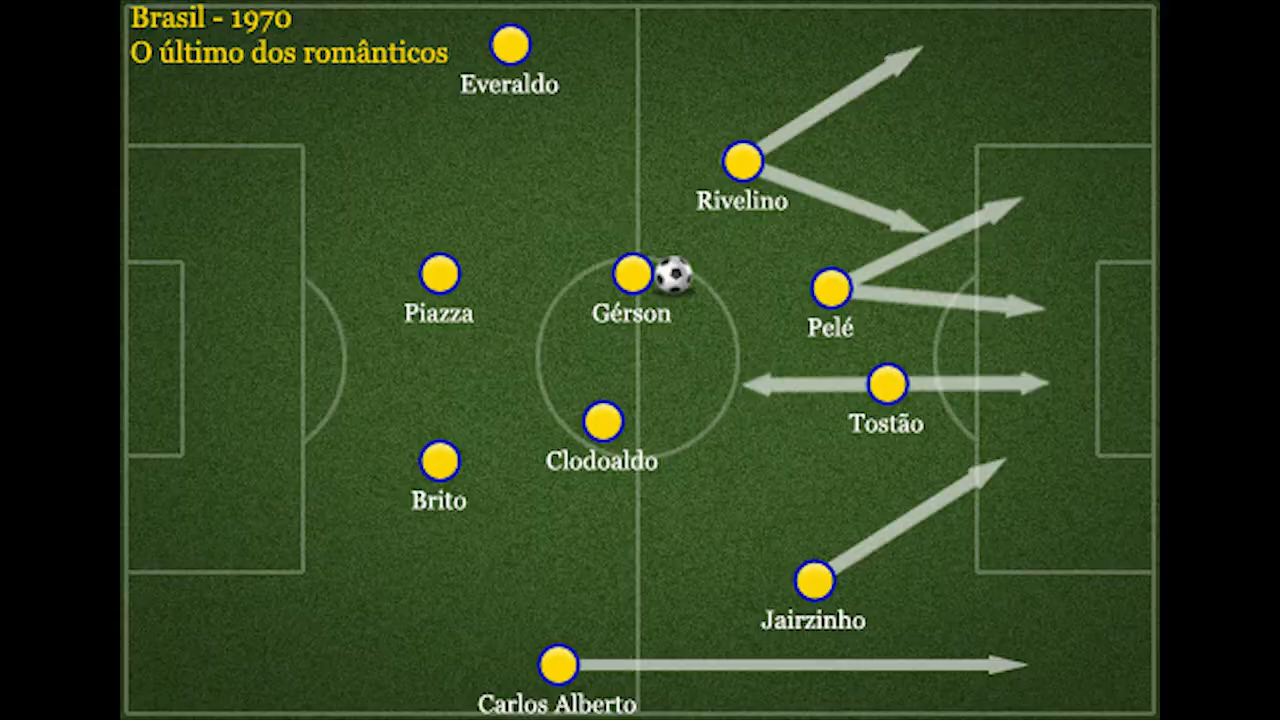 Brasil - 1970
O último dos românticos
Everaldo
Rivelino
Piazza
Gérson
Pelé
Tostão
Clodoaldo
Brito
Jairzinho
Carlos Alberto